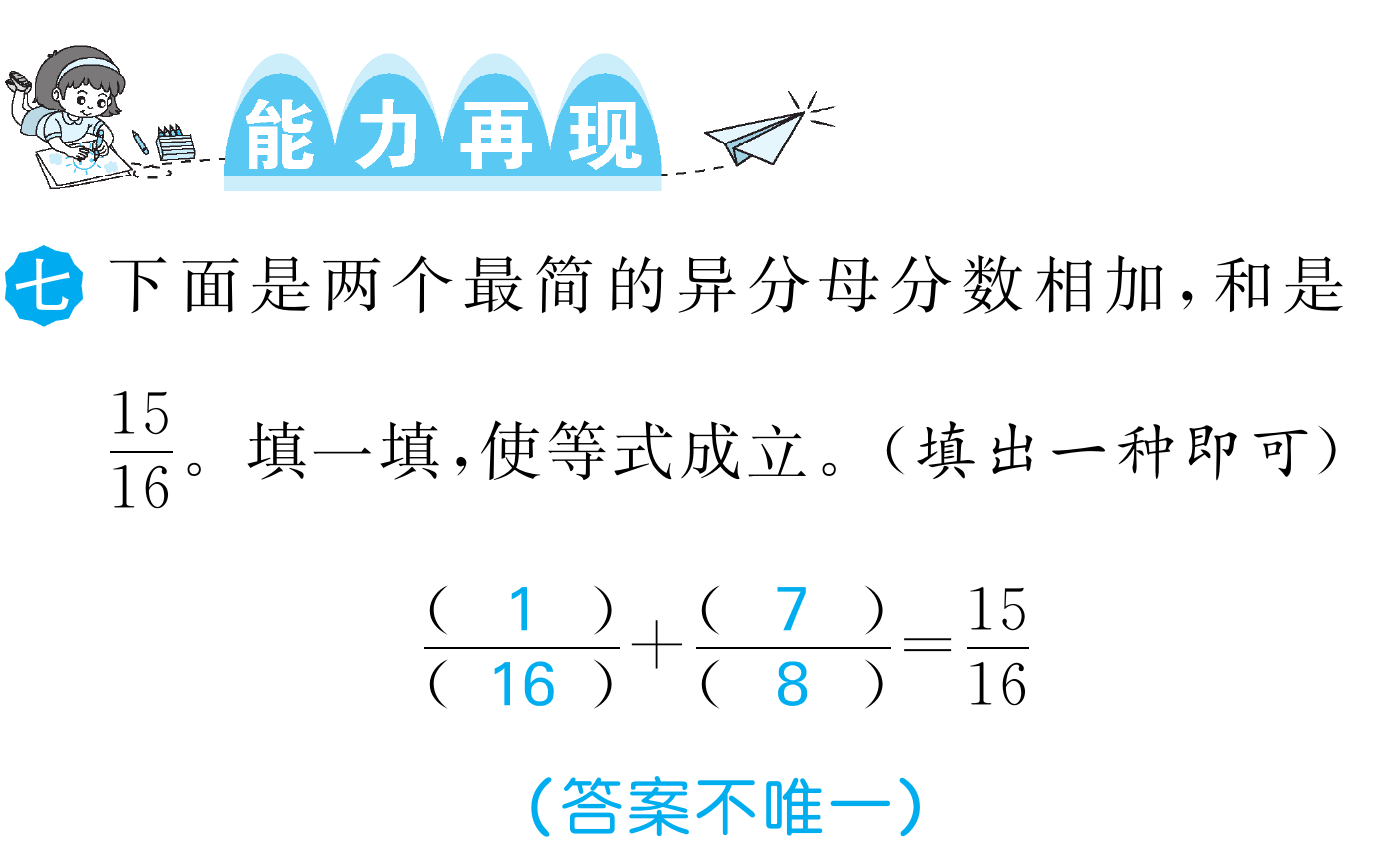 能力再现
七 下面是两个最简的异分母分数相加,和是
15/16。填一填,使等式成立。(填出一种即可)
( 1 )/( 16 )+( 7 )/( 8 )=15/16
(答案不唯一)